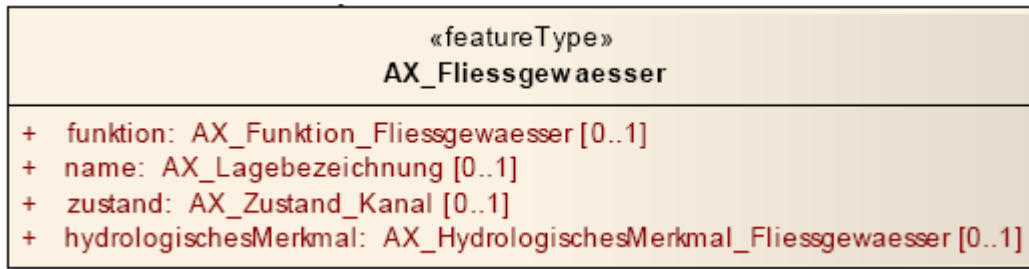 «featureType»
AX_Fliessgewaesser
+ funktion: AX_Funktion_Fliessgewaesser [0..1]
+ name: AX_Lagebezeichnung [0..1]
+ zustand: AX_Zustand_Kanal [0..1]
+ hydrologischesMerkmal: AX_HydrologischesMerkmal_Fliessgewaesser [0..1]